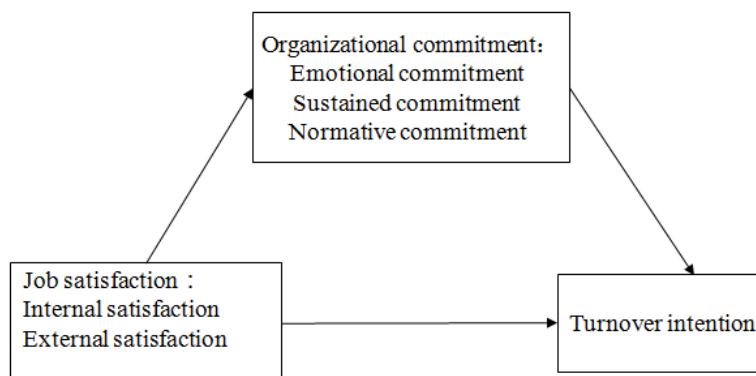 Organizational commitment：
Emotional commitment
Sustained commitment
Normative commitment
Job satisfaction：
Internal satisfaction
External satisfaction
Turnover intention